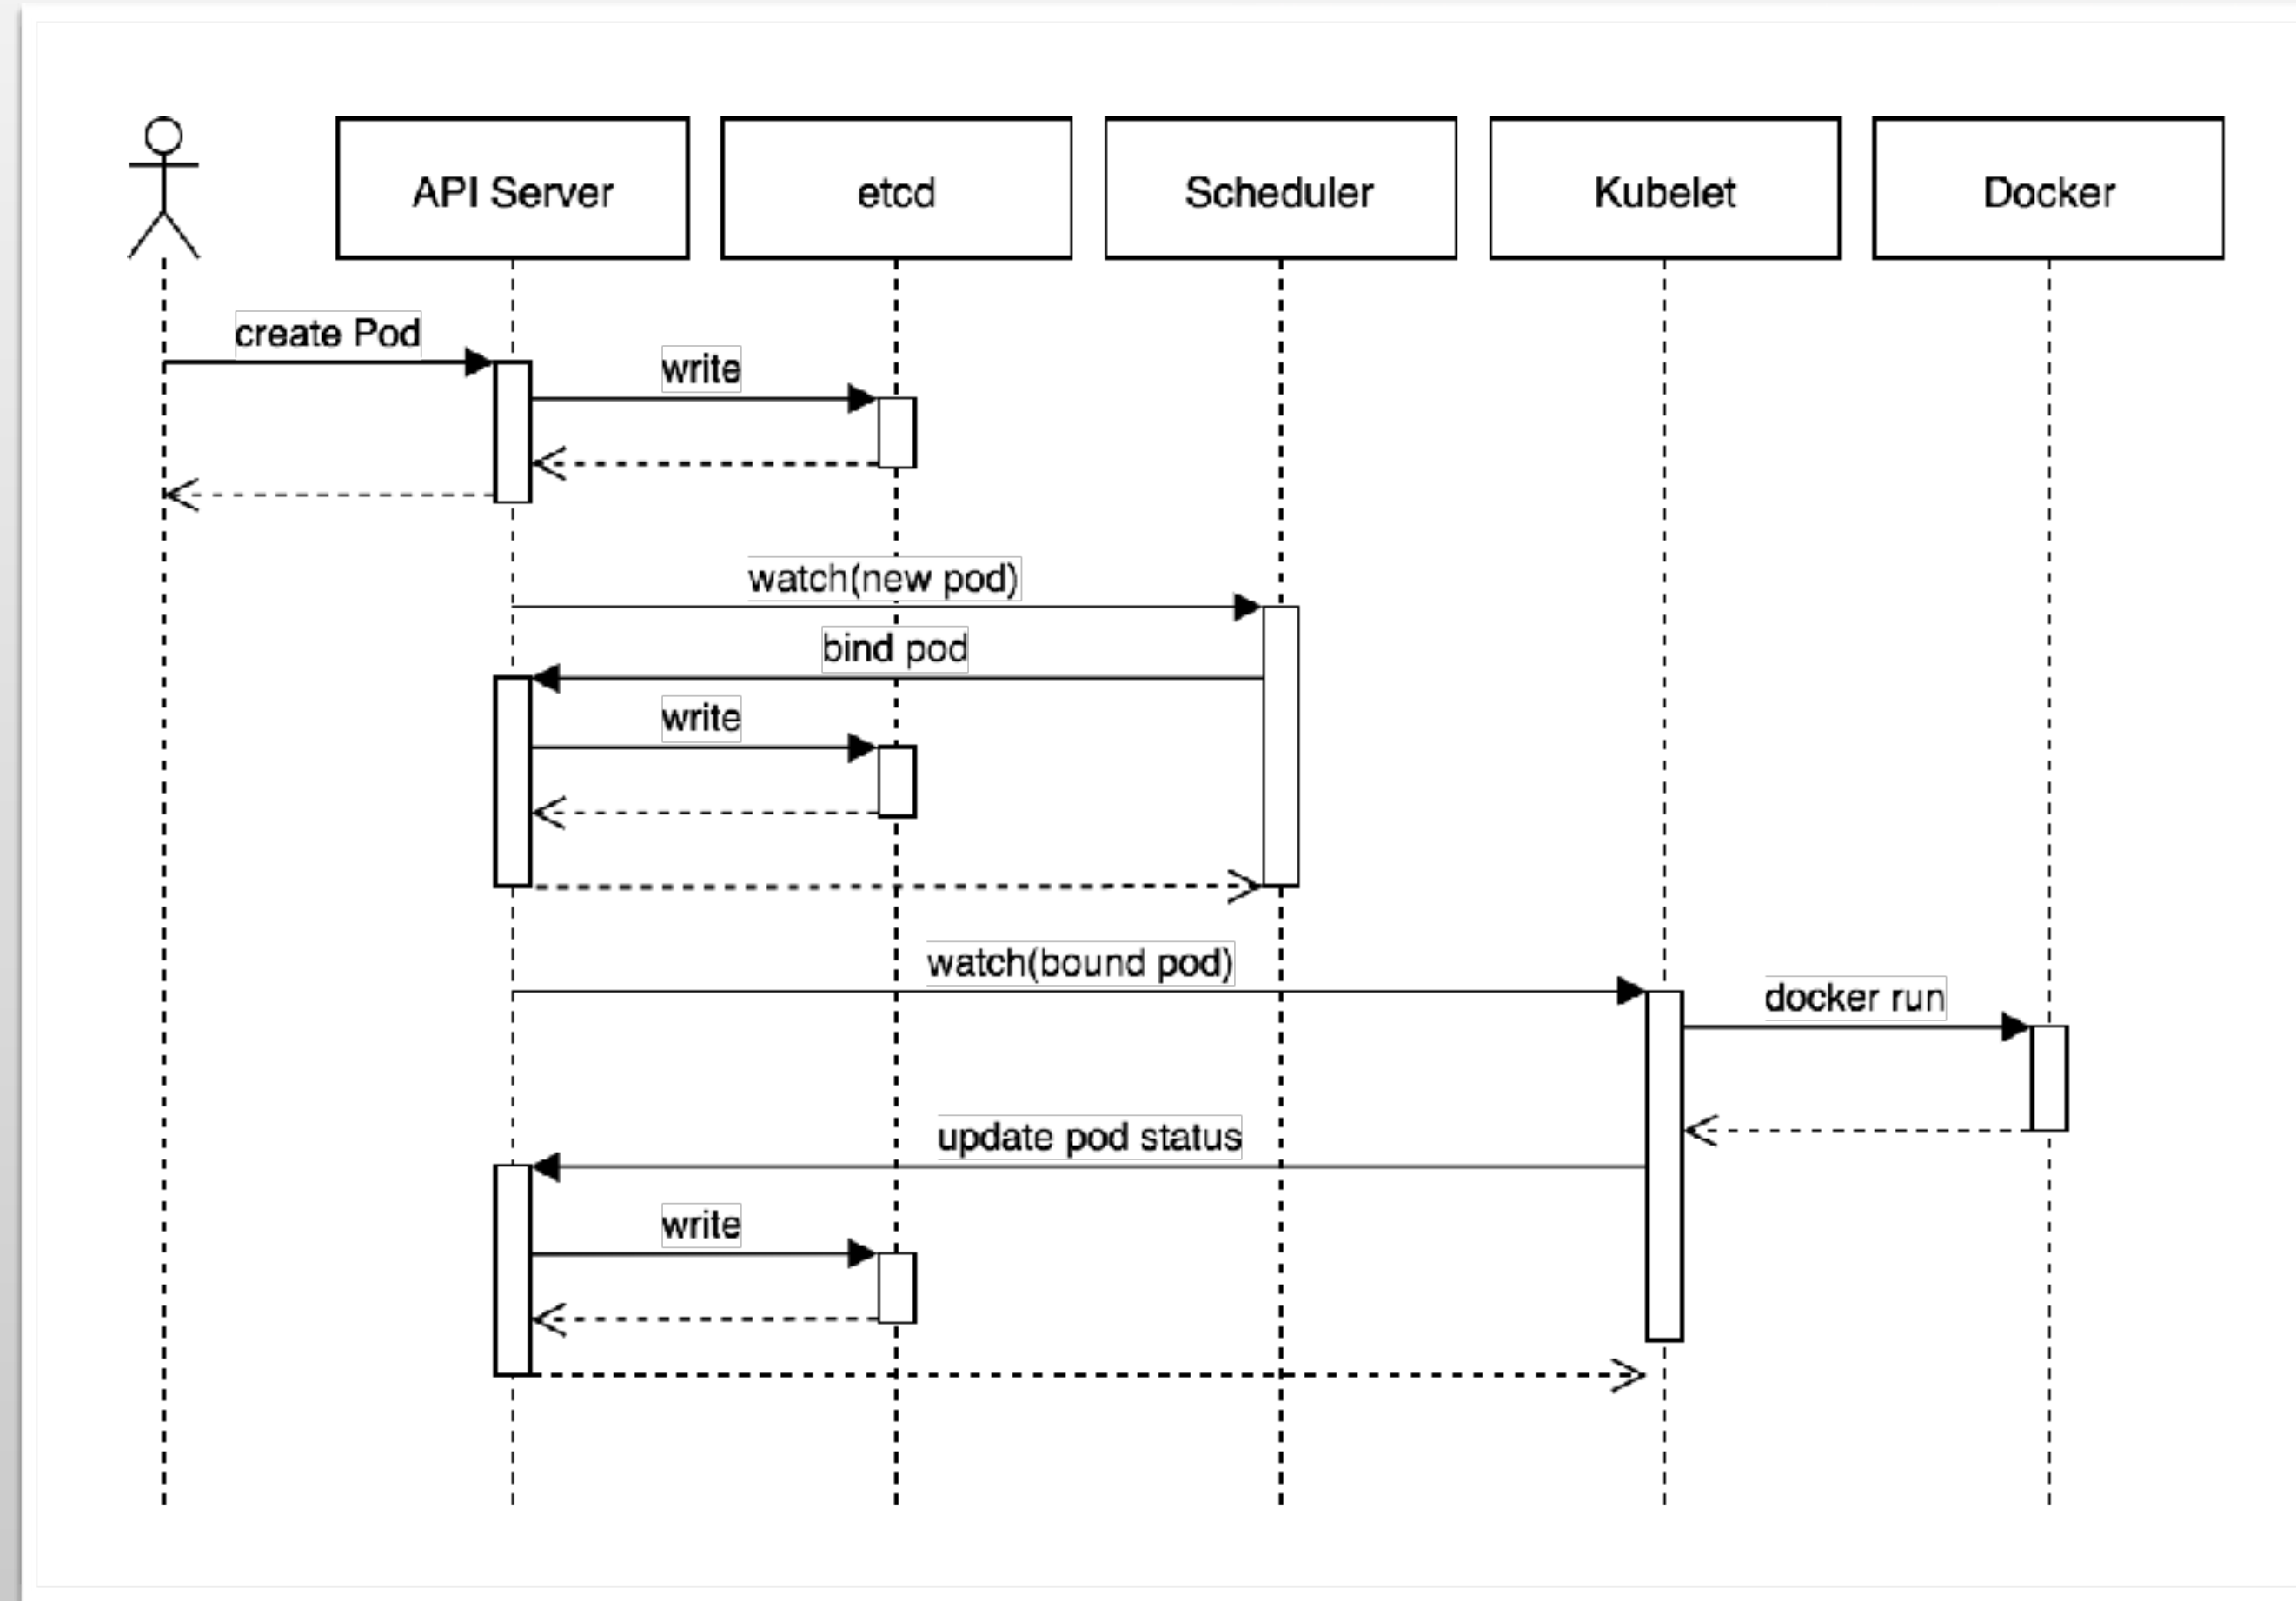 API Server
etcd
Scheduler
Kubelet
Docker
create Pod
write
watch(new pod)
bind pod
write
watch(bound pod)
docker run
update pod status
write